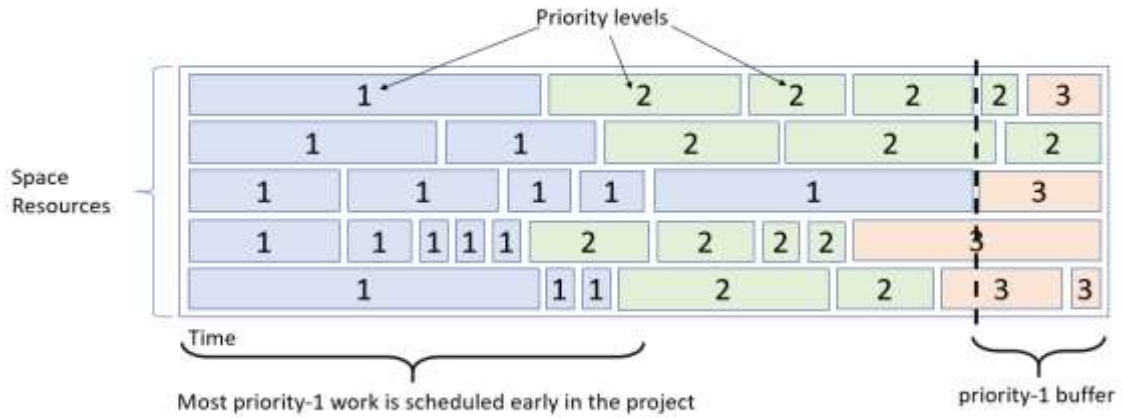 Priority levels
1 2 2 2 2 3
1 1 2 2 2
Space
Resources
1 1 1 1 1 3
1 1 1 1 1 2 2 2 2 3
1 1 1 2 2 3 3
Time
Most priority-1 work is scheduled early in the project
priority-1 buffer